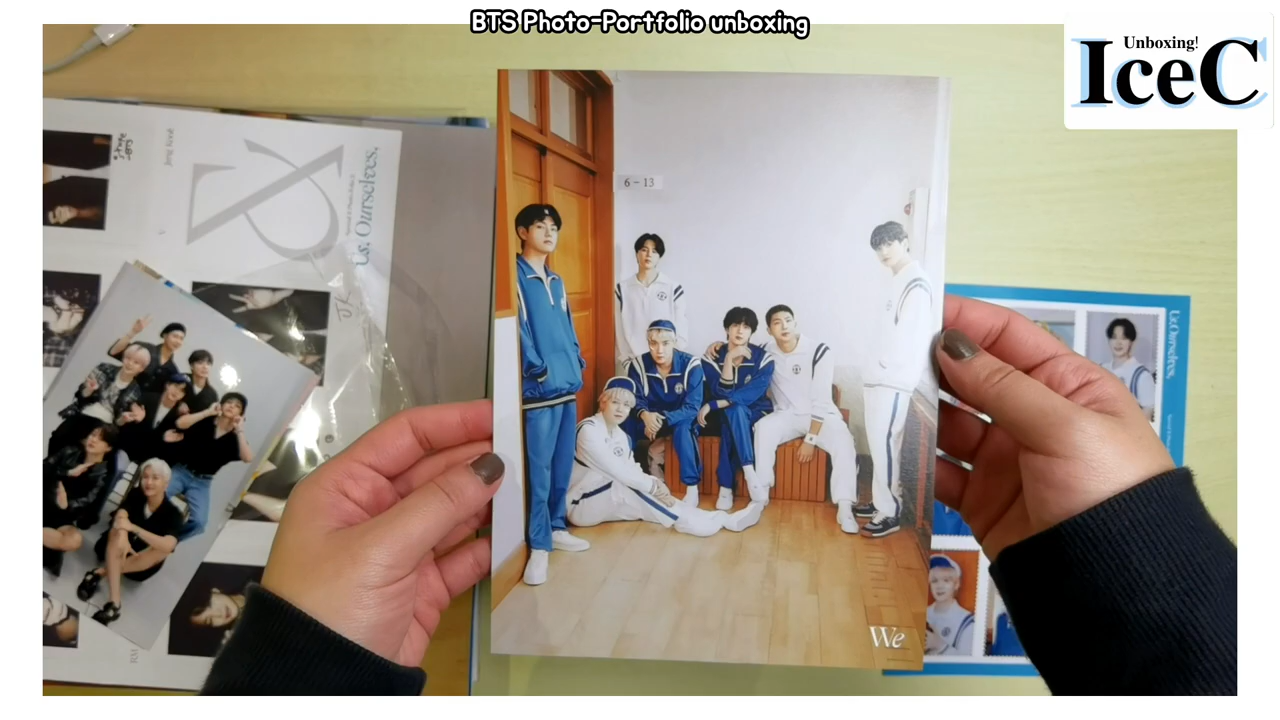 BTS Photo-Portfolio unboxing
Unboxing!
IceC
6 - 13
We
&
Us, Ourselves,
Us, Ourselves,